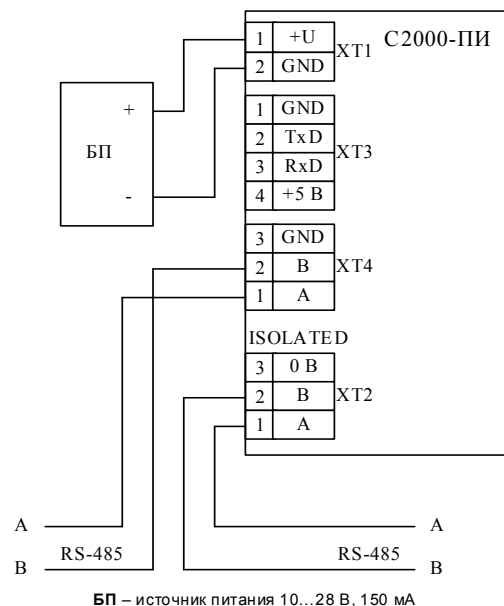 С2000-ПИ
1 +U
2 GND
XT1
БП
+
-
1 GND
2 TxD
3 RxD
4 +5 В
XT3
3 GND
2 B
1 A
XT4
ISOLATED
3 0 В
2 B
1 A
XT2
A
B
RS-485
RS-485
A
B
БП – источник питания 10...28 В, 150 мА